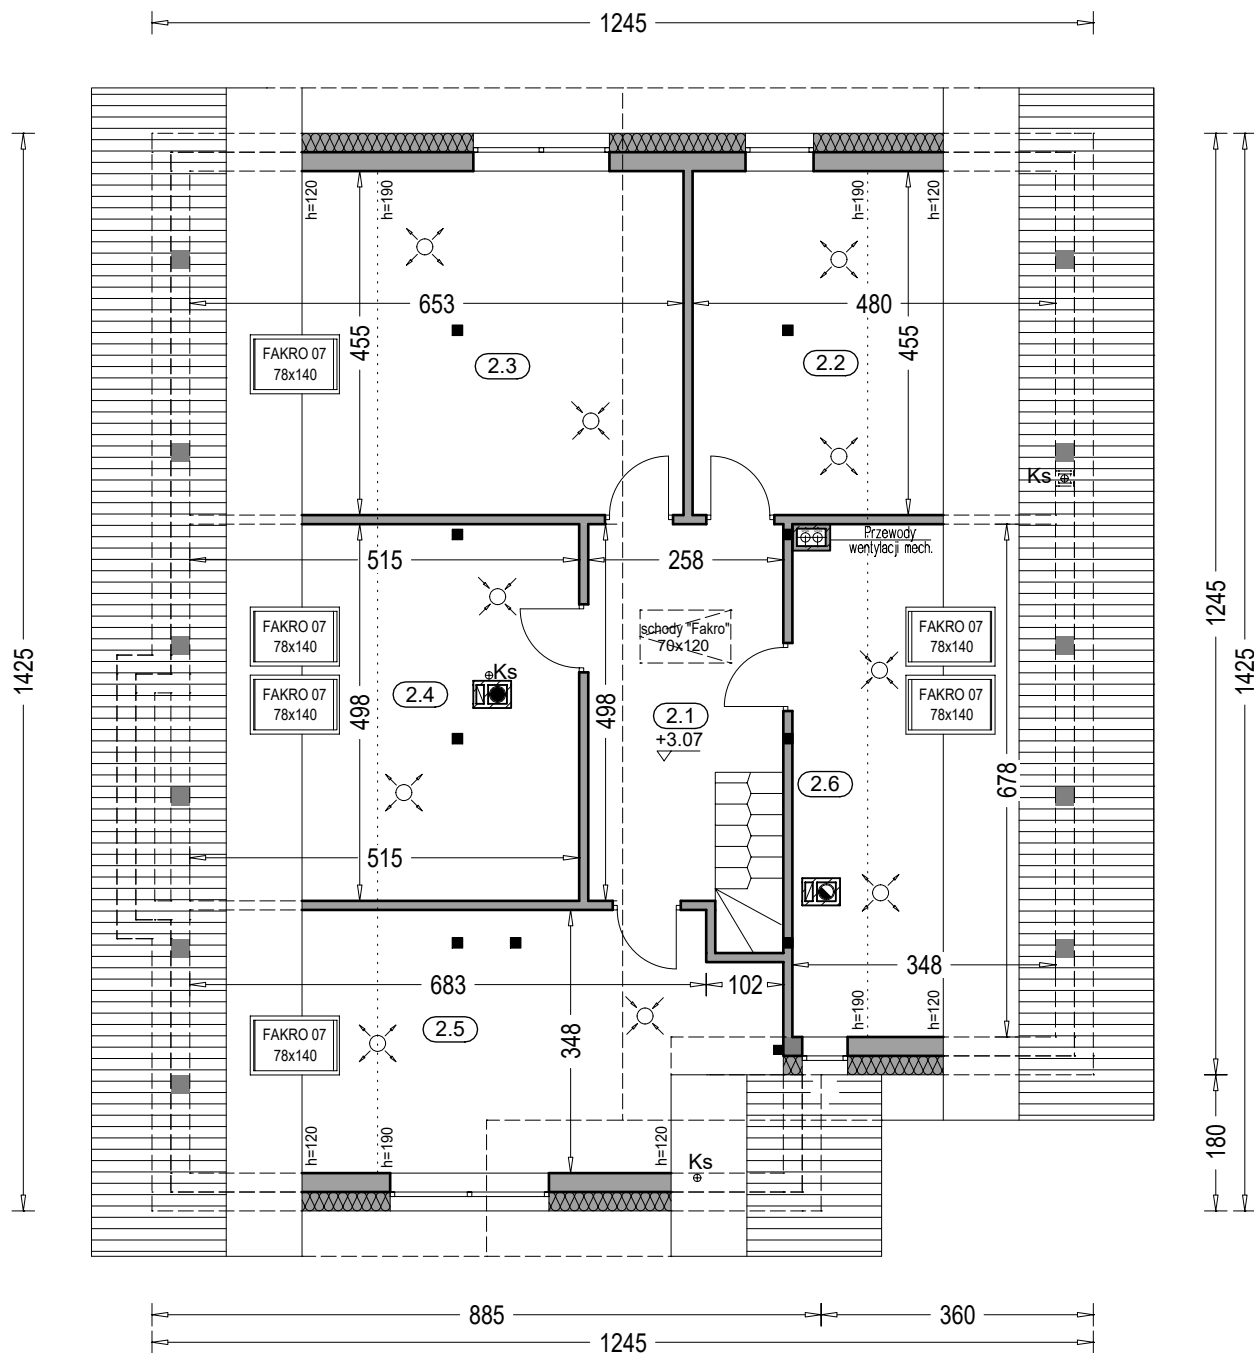 1245
h=120
h=190
h=190
h=120
653
480
455
455
FAKRO 07
78x140
2.3
2.2
Ks
Przewody
wentylacji mech.
515
258
1425
1245
1425
FAKRO 07
78x140
schody "Fakro"
70x120
FAKRO 07
78x140
Ks
FAKRO 07
78x140
2.4
498
498
2.1
+3.07
FAKRO 07
78x140
678
2.6
515
348
683
102
FAKRO 07
78x140
2.5
348
h=190
h=120
h=120
h=190
h=120
Ks
180
885
360
1245